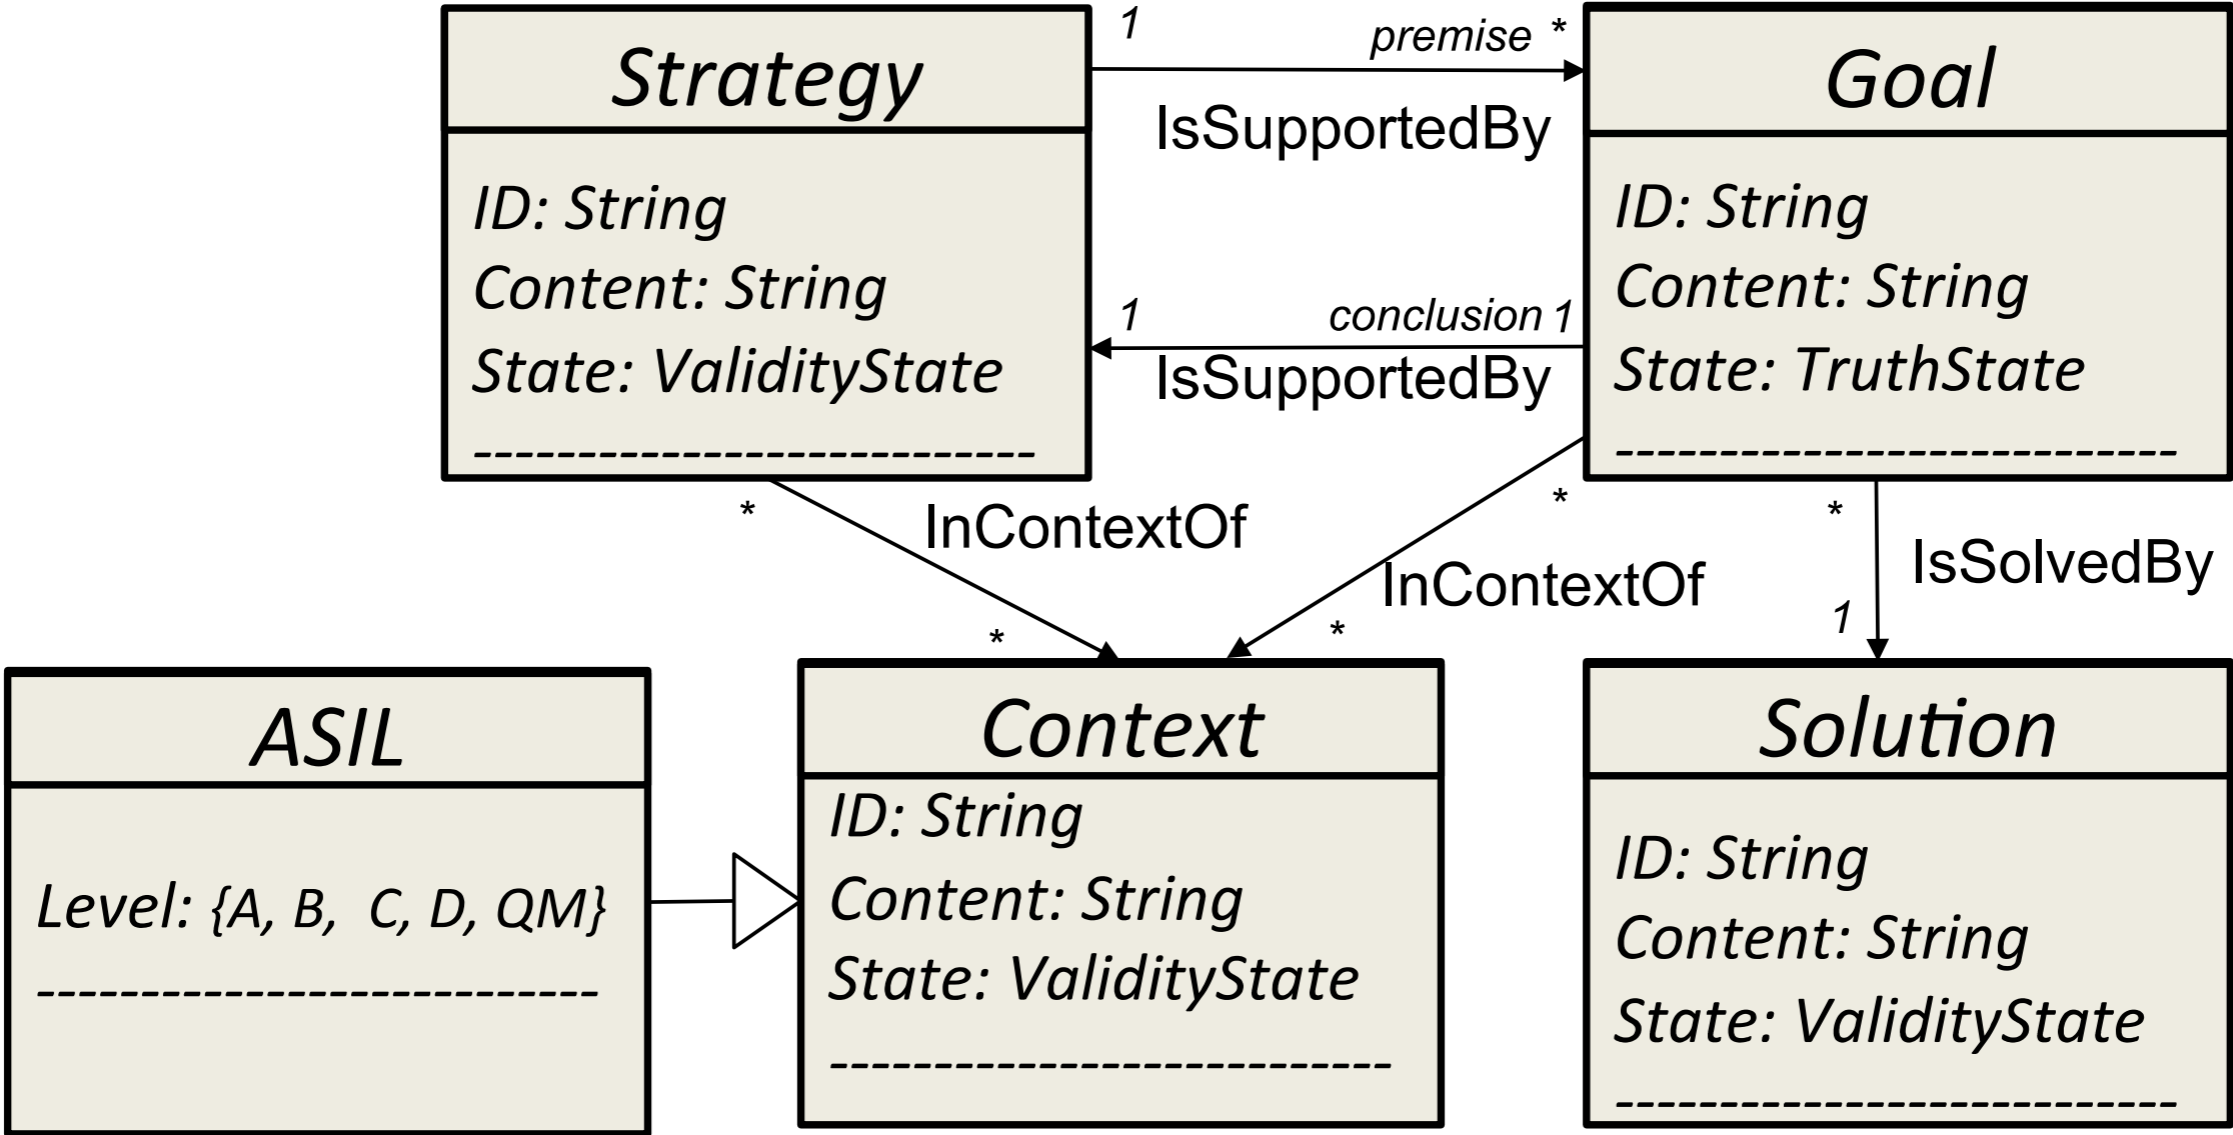 Strategy
ID: String
Content: String
State: ValidityState
---------------------------
1
premise *
IsSupportedBy
1
conclusion 1
IsSupportedBy
Goal
ID: String
Content: String
State: TruthState
---------------------------
*
InContextOf
*
*
InContextOf
*
*
IsSolvedBy
1
ASIL
Level: {A, B, C, D, QM}
---------------------------
Context
ID: String
Content: String
State: ValidityState
---------------------------
Solution
ID: String
Content: String
State: ValidityState
---------------------------